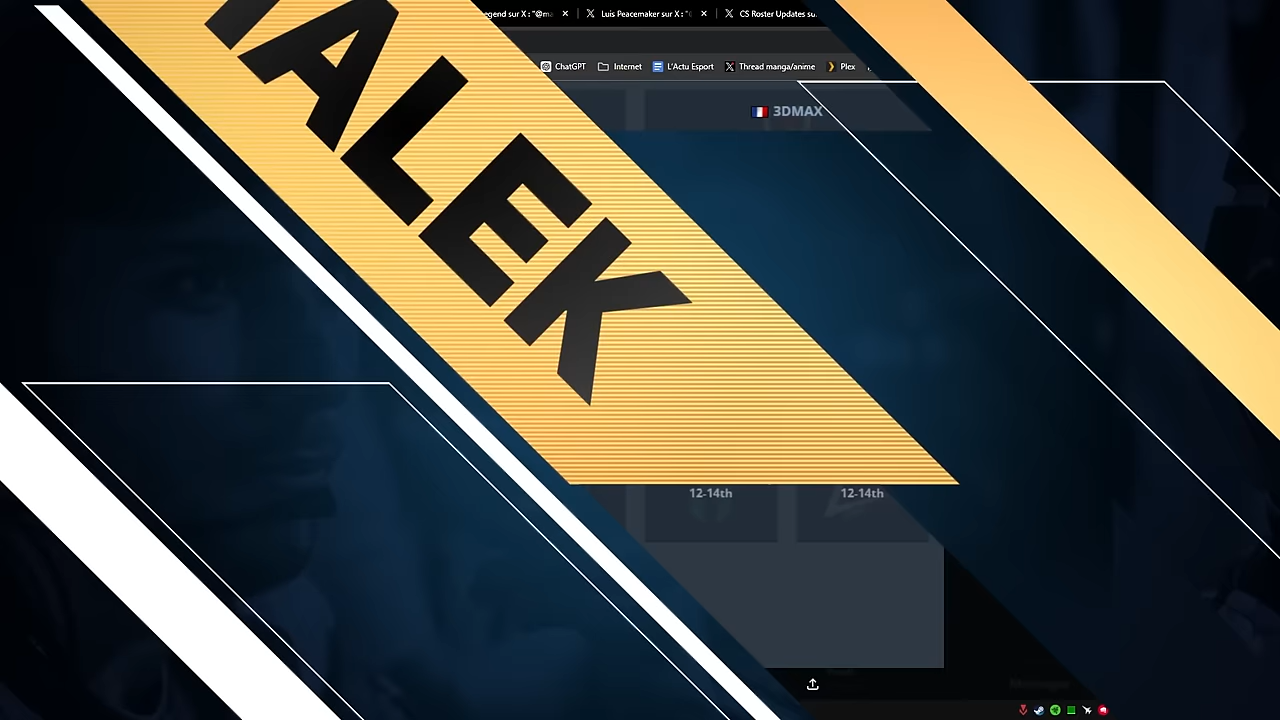 egend sur X : "@m
Luis Peacemaker sur X : "
CS Roster Updates su
ChatGPT
Internet
L'Actu Esport
Thread manga/anime
Plex
3DMAX
ALEK
12-14th
12-14th